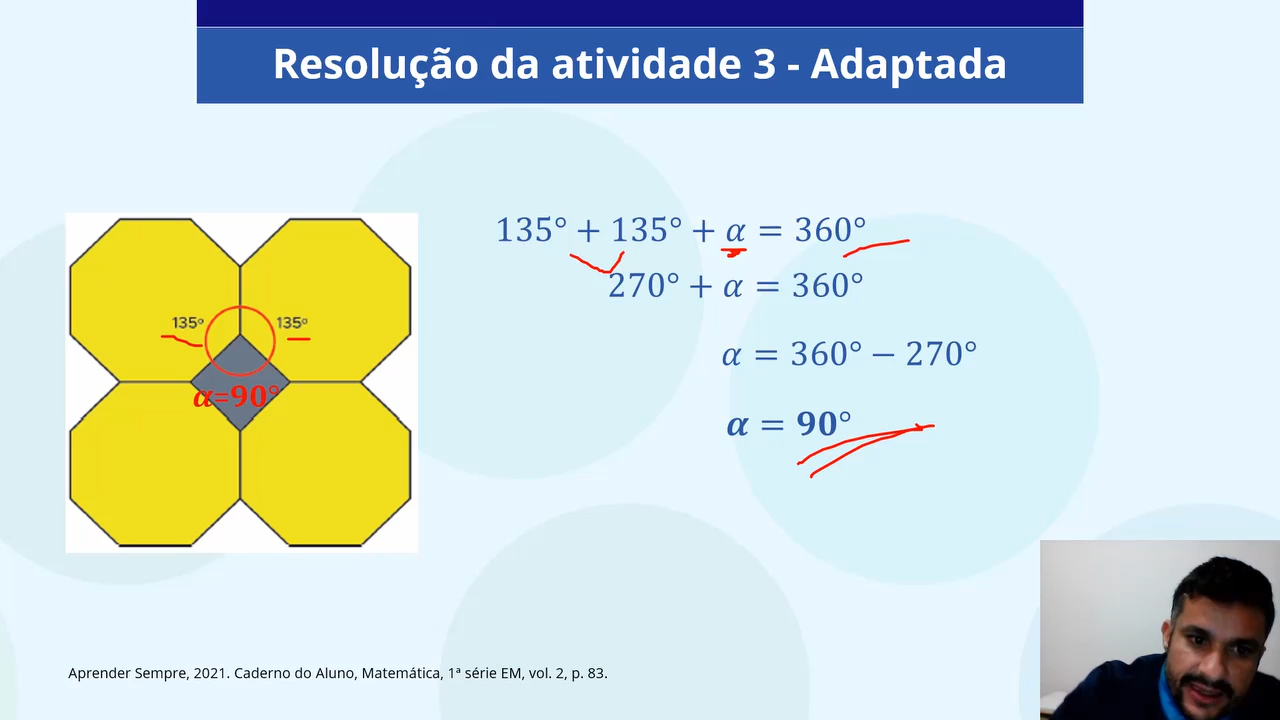 Resolução da atividade 3 - Adaptada
135° + 135° + α = 360°
270° + α = 360°
135º 135º
α = 360° − 270°
α=90°
α = 90°
Aprender Sempre, 2021. Caderno do Aluno, Matemática, 1ª série EM, vol. 2, p. 83.